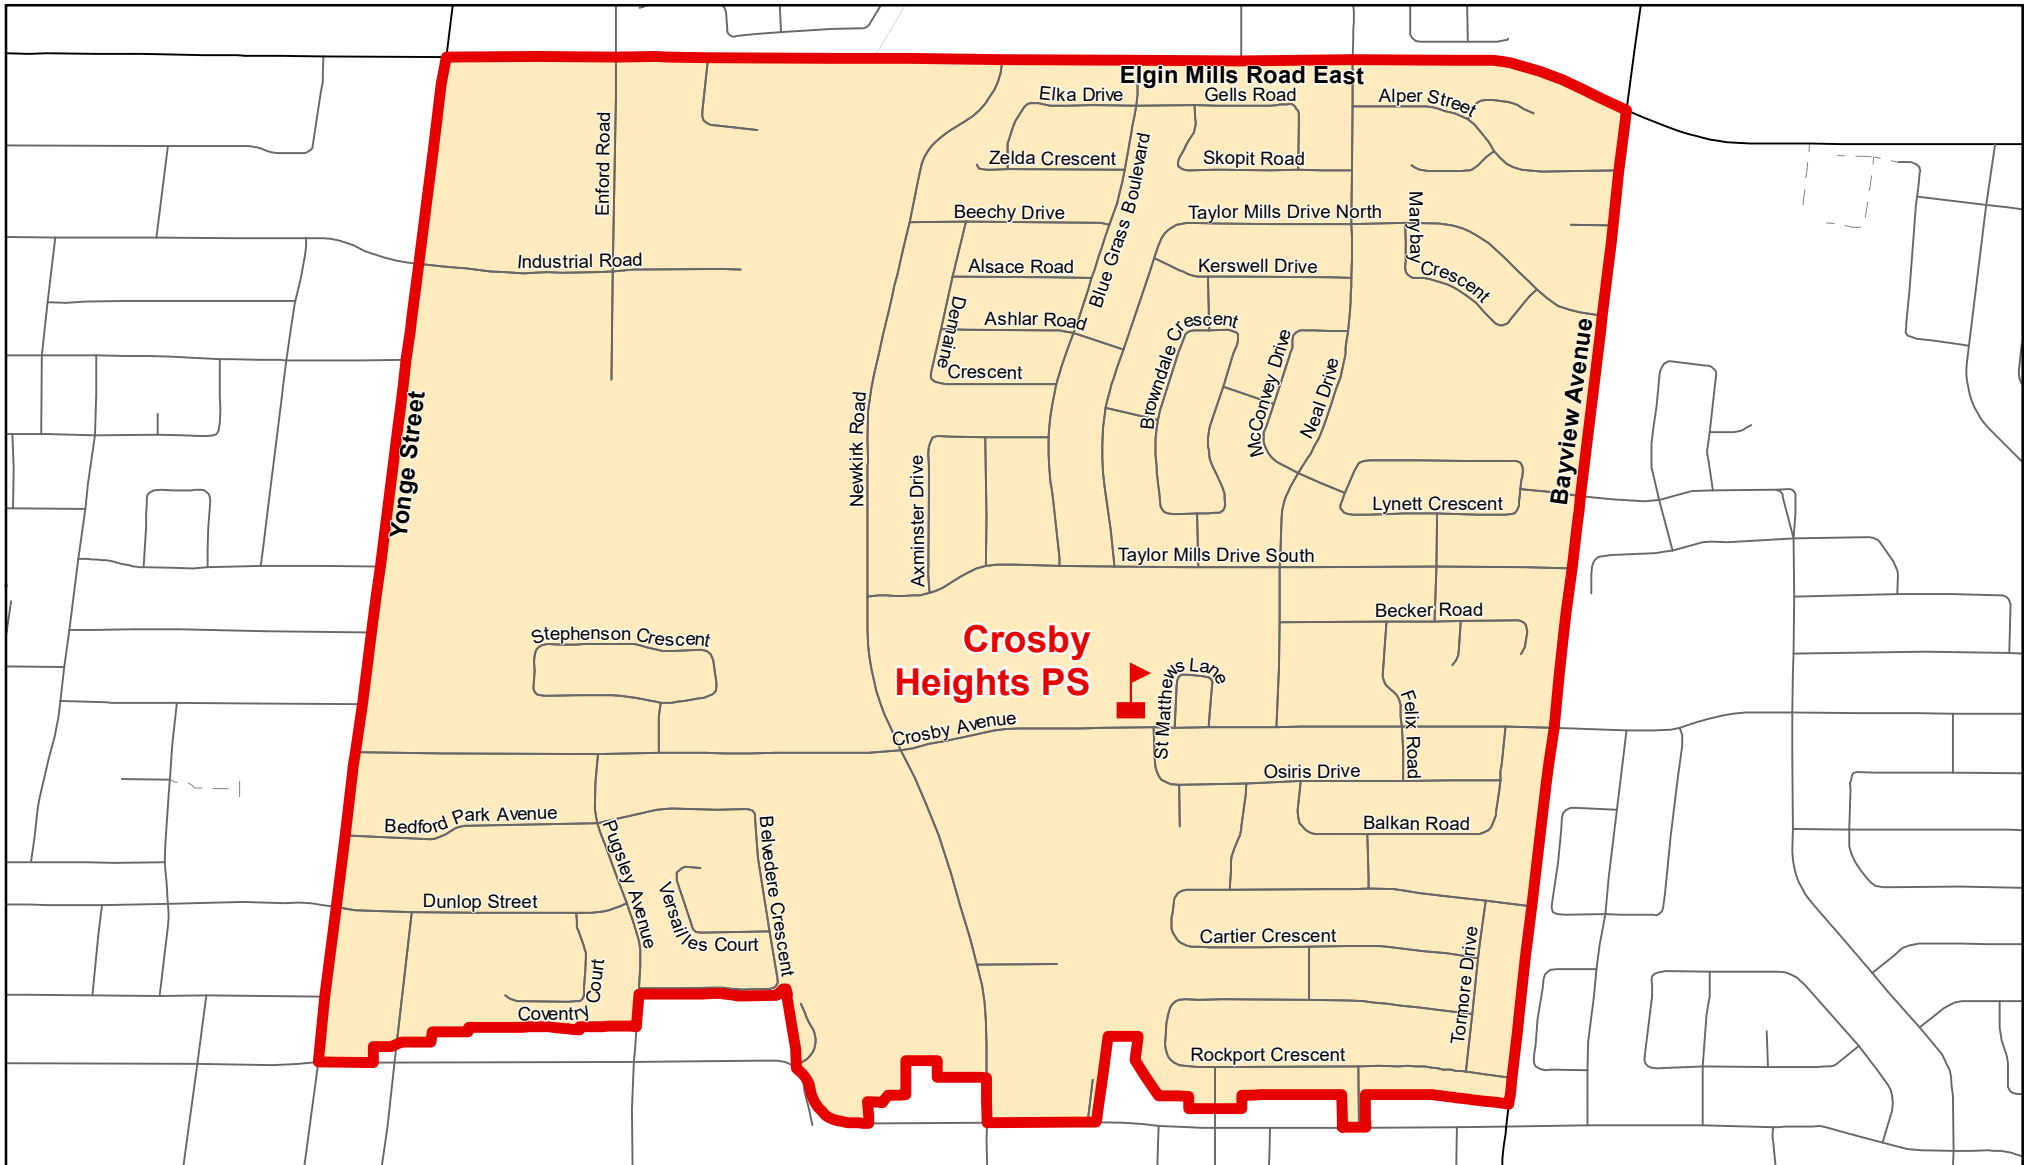 Elgin Mills Road East
Elka Drive
Gells Road
Alper Street
Enford Road
Zelda Crescent
Skopit Road
Blue Grass Boulevard
Beechy Drive
Taylor Mills Drive North
Marybay
Crescent
Industrial Road
Alsace Road
Kerswell Drive
Demaine
Crescent
Ashlar Road
Browndale Crescent
McConvey Drive
Neal Drive
Bayview Avenue
Yonge Street
Newkirk Road
Axminster Drive
Lynett Crescent
Taylor Mills Drive South
Becker Road
Stephenson Crescent
Crosby
Heights PS
St Matthews Lane
Felix Road
Crosby Avenue
Osiris Drive
Bedford Park Avenue
Pugsley Avenue
Belvedere Crescent
Balkan Road
Versailles Court
Dunlop Street
Cartier Crescent
Tormore Drive
Coventry Court
Rockport Crescent